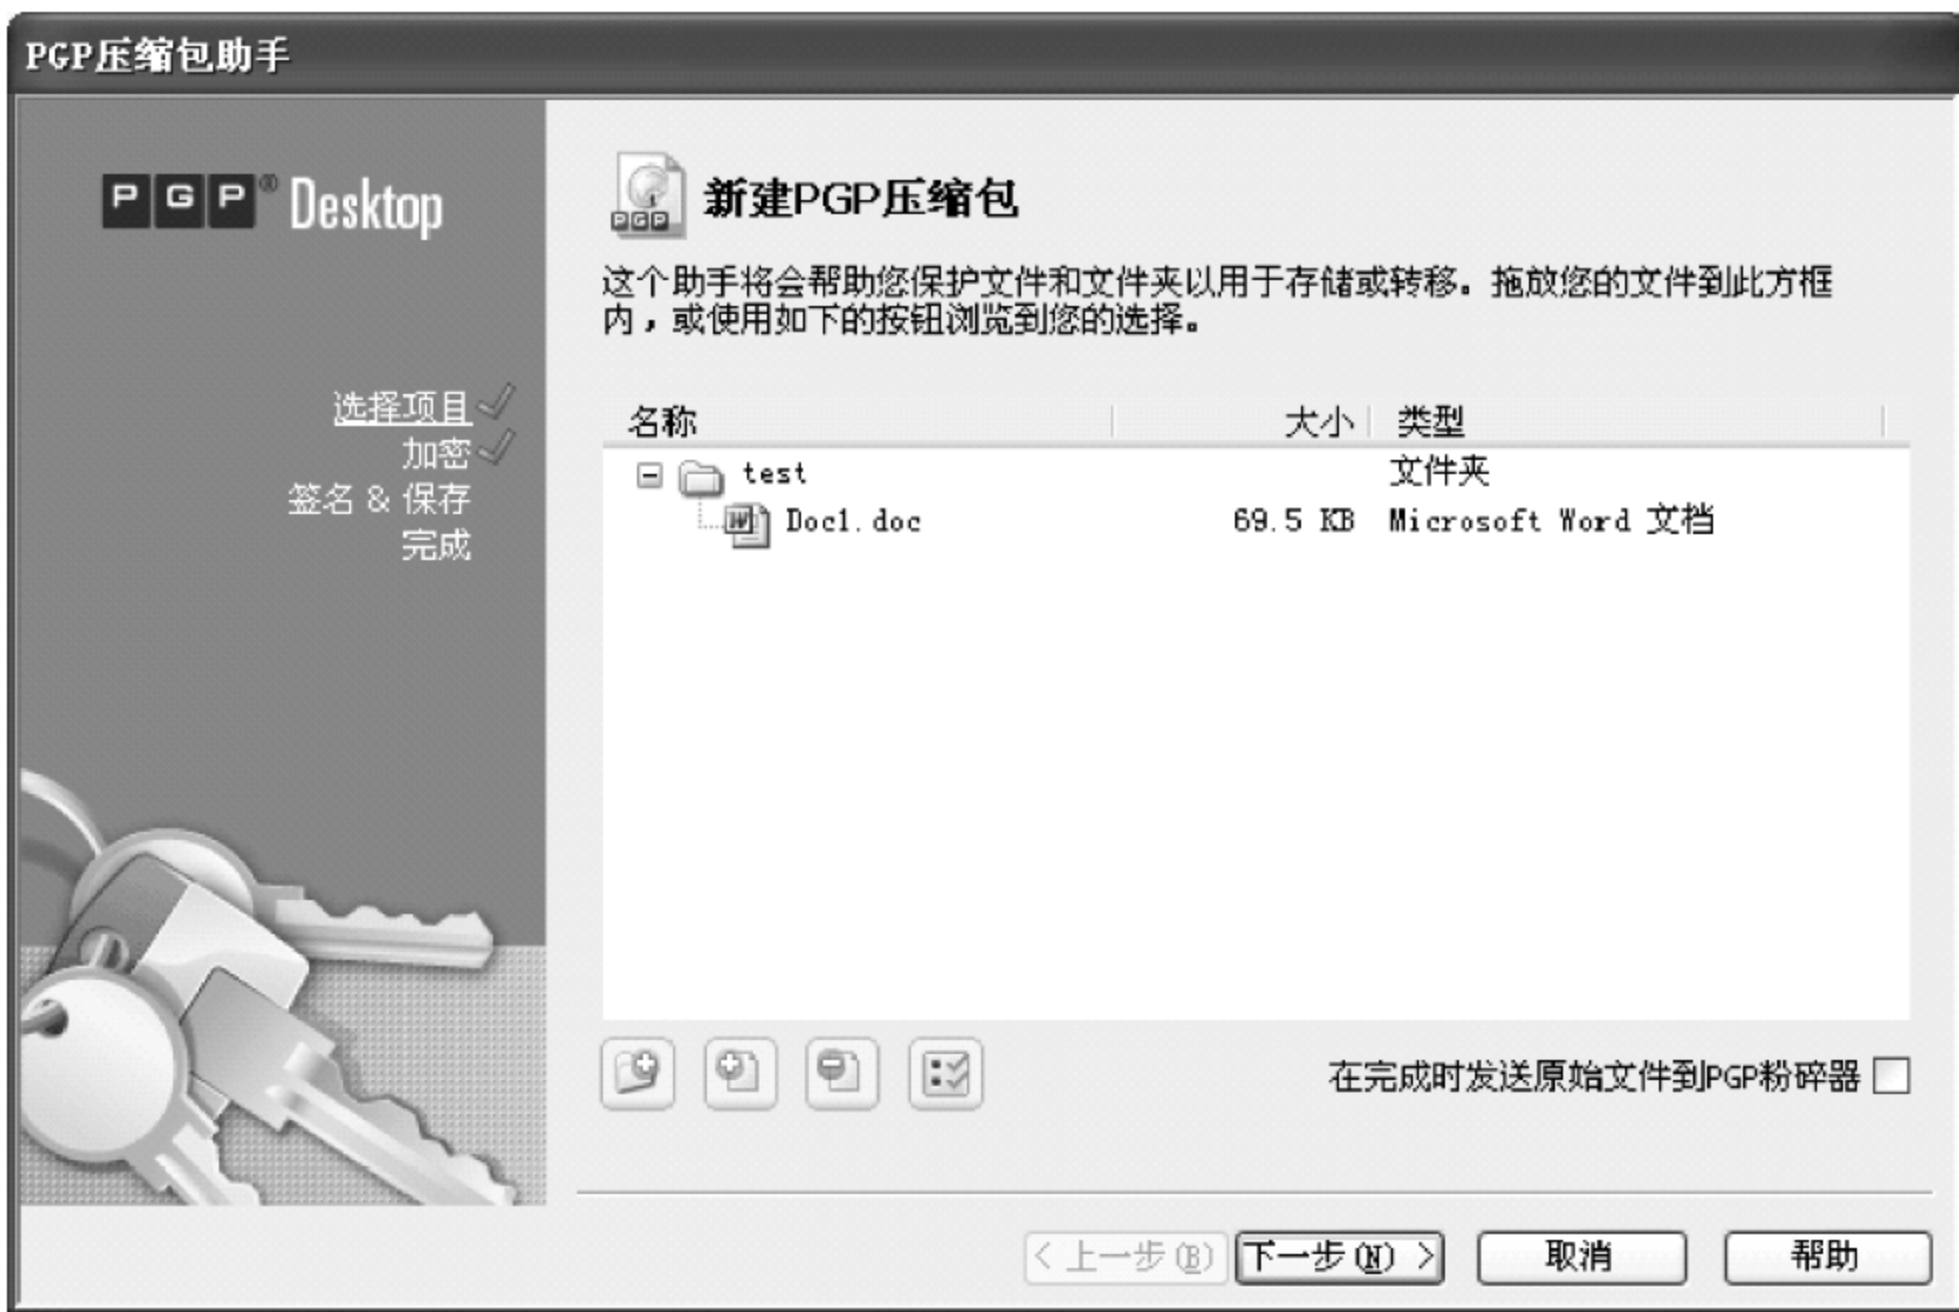 PGP压缩包助手
PGP® Desktop
选择项目
加密
签名 & 保存
完成
PGP
新建PGP压缩包
这个助手将会帮助您保护文件和文件夹以用于存储或转移。拖放您的文件到此方框
内，或使用如下的按钮浏览到您的选择。
名称 大小 类型
test 文件夹
Doc1.doc 69.5 KB Microsoft Word 文档
在完成时发送原始文件到PGP粉碎器
< 上一步(B) 下一步(N) > 取消 帮助